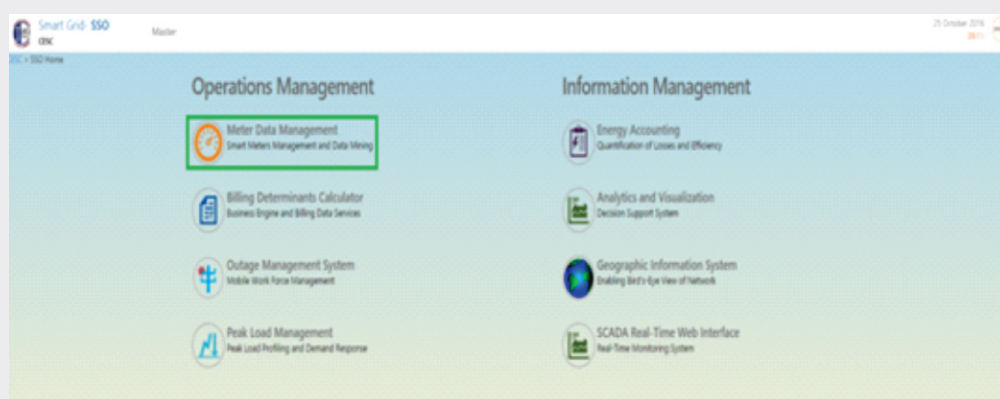 Smart Grid- SSO
CESC
Master
25 October 2016
CESC > SSO Home
Operations Management
Information Management
Meter Data Management
Smart Meters Management and Data Mining
Energy Accounting
Quantification of Losses and Efficiency
Billing Determinants Calculator
Business Engine and Billing Data Services
Analytics and Visualization
Decision Support System
Outage Management System
Mobile Work Force Management
Geographic Information System
Enabling Bird's-Eye View of Network
Peak Load Management
Peak Load Profiling and Demand Response
SCADA Real-Time Web Interface
Real-Time Monitoring System